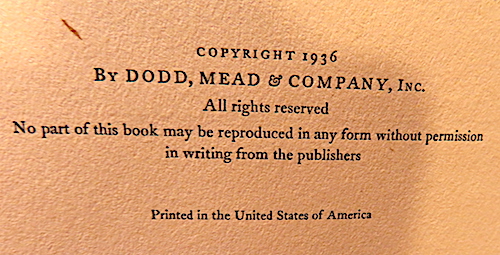 COPYRIGHT 1936
BY DODD, MEAD & COMPANY, INC.
All rights reserved
No part of this book may be reproduced in any form without permission
in writing from the publishers
Printed in the United States of America